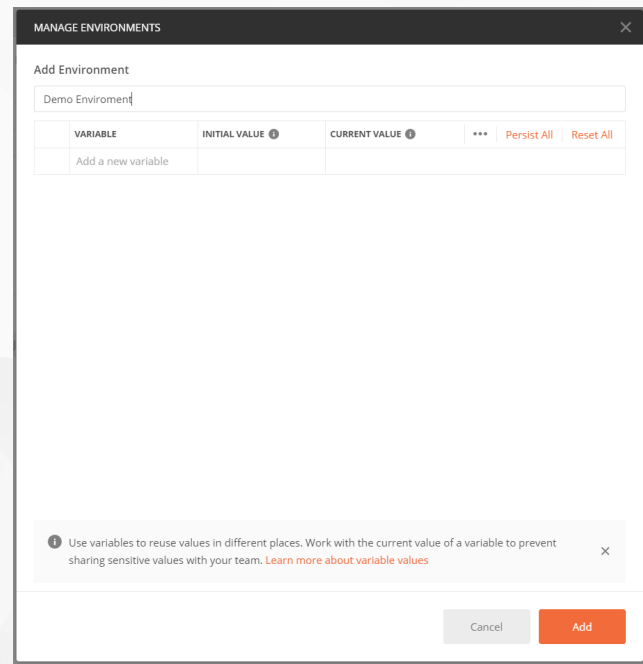 MANAGE ENVIRONMENTS
Add Environment
Demo Enviroment
VARIABLE INITIAL VALUE CURRENT VALUE Persist All Reset All
Add a new variable
Use variables to reuse values in different places. Work with the current value of a variable to prevent
sharing sensitive values with your team. Learn more about variable values
Cancel Add